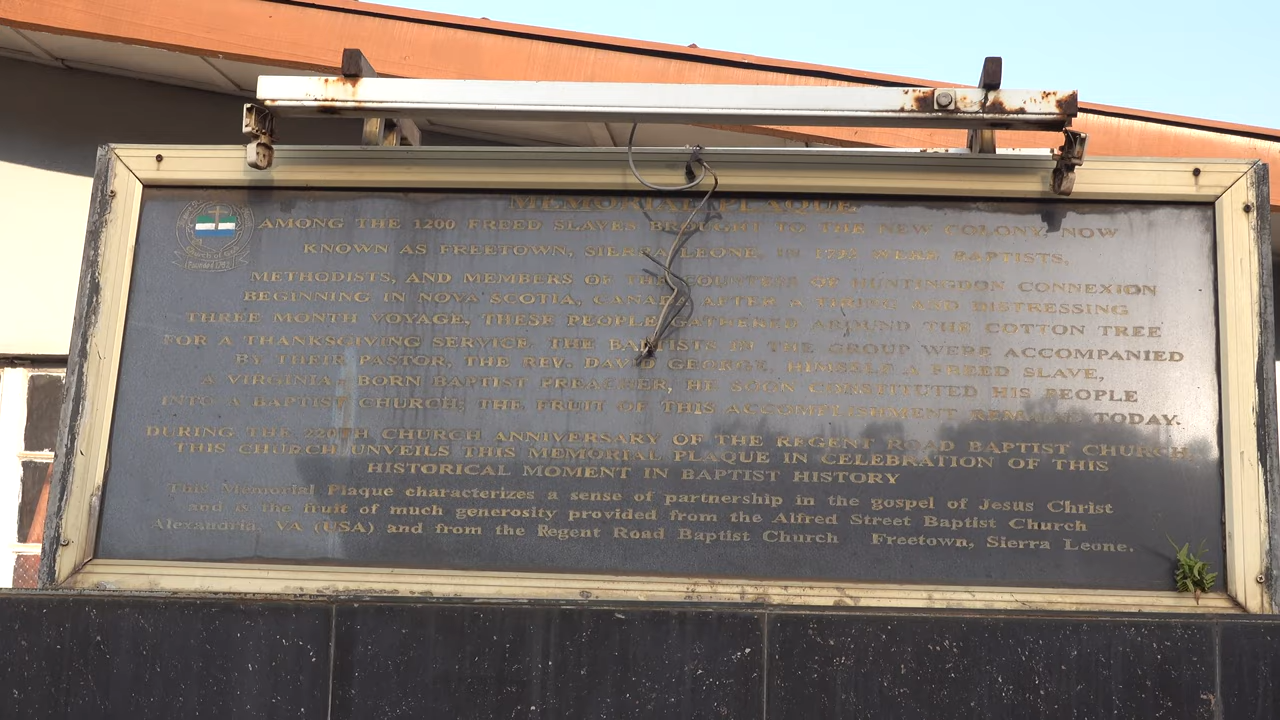 MEMORIAL PLAQUE
AMONG THE 1200 FREED SLAVES BROUGHT TO THE NEW COLONY, NOW
KNOWN AS FREETOWN, SIERRA LEONE, IN 1792 WERE BAPTISTS,
METHODISTS, AND MEMBERS OF THE COUNTESS OF HUNTINGDON CONNEXION
BEGINNING IN NOVA SCOTIA, CANADA AFTER A TIRING AND DISTRESSING
THREE MONTH VOYAGE, THESE PEOPLE GATHERED AROUND THE COTTON TREE
FOR A THANKSGIVING SERVICE. THE BAPTISTS IN THE GROUP WERE ACCOMPANIED
BY THEIR PASTOR, THE REV. DAVID GEORGE, HIMSELF A FREED SLAVE,
A VIRGINIA - BORN BAPTIST PREACHER, HE SOON CONSTITUTED HIS PEOPLE
INTO A BAPTIST CHURCH; THE FRUIT OF THIS ACCOMPLISHMENT REMAINS TODAY.
DURING THE 220TH CHURCH ANNIVERSARY OF THE REGENT ROAD BAPTIST CHURCH,
THIS CHURCH UNVEILS THIS MEMORIAL PLAQUE IN CELEBRATION OF THIS
HISTORICAL MOMENT IN BAPTIST HISTORY
This Memorial Plaque characterizes a sense of partnership in the gospel of Jesus Christ
and is the fruit of much generosity provided from the Alfred Street Baptist Church
Alexandria, VA (USA) and from the Regent Road Baptist Church Freetown, Sierra Leone.